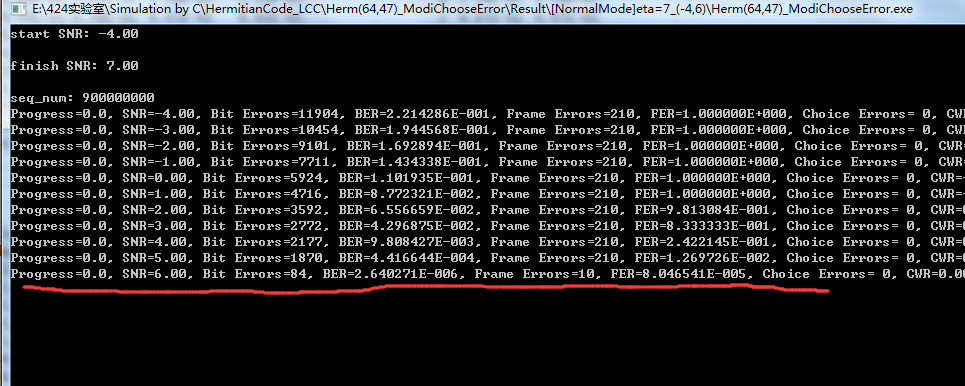 E:\424实验室\Simulation by C\HermitianCode_LCC\Herm(64,47)_ModiChooseError\Result\[NormalMode]eta=7_(-4,6)\Herm(64,47)_ModiChooseError.exe
start SNR: -4.00
finish SNR: 7.00
seq_num: 900000000
Progress=0.0, SNR=-4.00, Bit Errors=11904, BER=2.214286E-001, Frame Errors=210, FER=1.000000E+000, Choice Errors= 0, CW
Progress=0.0, SNR=-3.00, Bit Errors=10454, BER=1.944568E-001, Frame Errors=210, FER=1.000000E+000, Choice Errors= 0, CW
Progress=0.0, SNR=-2.00, Bit Errors=9101, BER=1.692894E-001, Frame Errors=210, FER=1.000000E+000, Choice Errors= 0, CWR
Progress=0.0, SNR=-1.00, Bit Errors=7711, BER=1.434338E-001, Frame Errors=210, FER=1.000000E+000, Choice Errors= 0, CWR
Progress=0.0, SNR=0.00, Bit Errors=5924, BER=1.101935E-001, Frame Errors=210, FER=1.000000E+000, Choice Errors= 0, CWR=-
Progress=0.0, SNR=1.00, Bit Errors=4716, BER=8.772321E-002, Frame Errors=210, FER=1.000000E+000, Choice Errors= 0, CWR=-
Progress=0.0, SNR=2.00, Bit Errors=3592, BER=6.556659E-002, Frame Errors=210, FER=9.813084E-001, Choice Errors= 0, CWR=-
Progress=0.0, SNR=3.00, Bit Errors=2772, BER=4.296875E-002, Frame Errors=210, FER=8.333333E-001, Choice Errors= 0, CWR=-
Progress=0.0, SNR=4.00, Bit Errors=2177, BER=9.808427E-003, Frame Errors=210, FER=2.422145E-001, Choice Errors= 0, CWR=-
Progress=0.0, SNR=5.00, Bit Errors=1870, BER=4.416644E-004, Frame Errors=210, FER=1.269726E-002, Choice Errors= 0, CWR=-
Progress=0.0, SNR=6.00, Bit Errors=84, BER=2.640271E-006, Frame Errors=10, FER=8.046541E-005, Choice Errors= 0, CWR=0.00